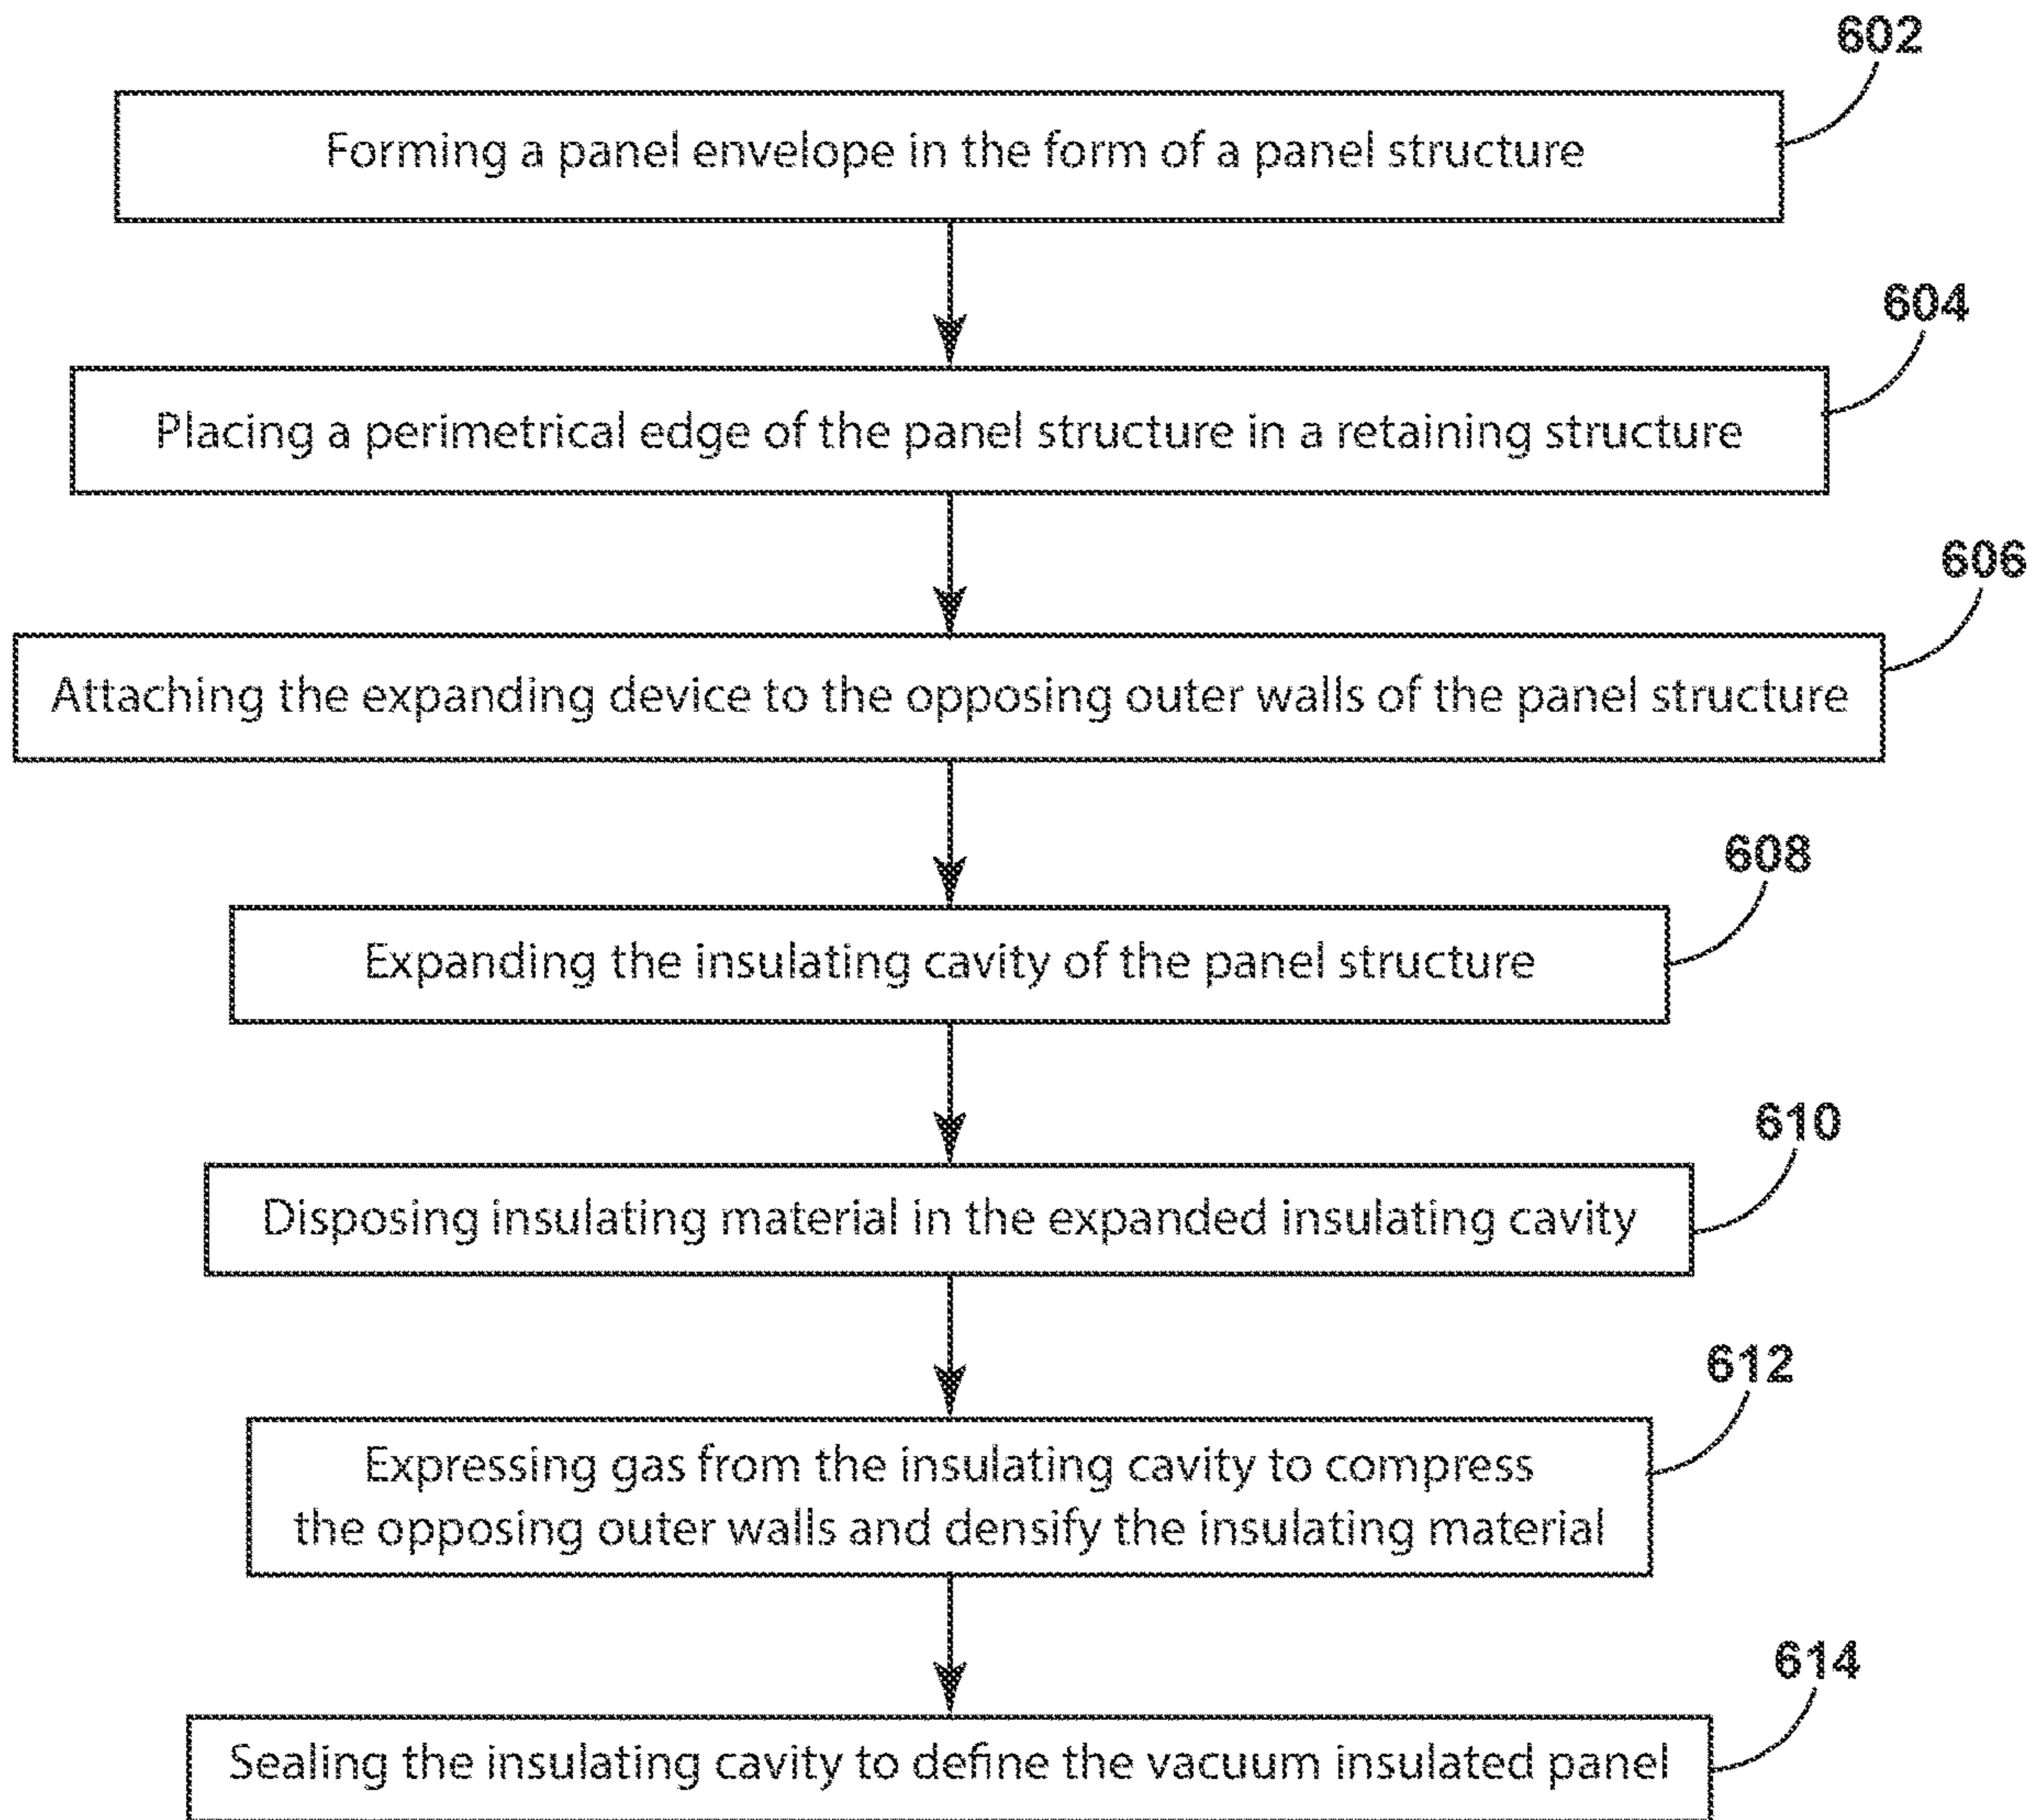 602
Forming a panel envelope in the form of a panel structure
604
Placing a perimetrical edge of the panel structure in a retaining structure
606
Attaching the expanding device to the opposing outer walls of the panel structure
608
Expanding the insulating cavity of the panel structure
610
Disposing insulating material in the expanded insulating cavity
612
Expressing gas from the insulating cavity to compress
the opposing outer walls and densify the insulating material
614
Sealing the insulating cavity to define the vacuum insulated panel